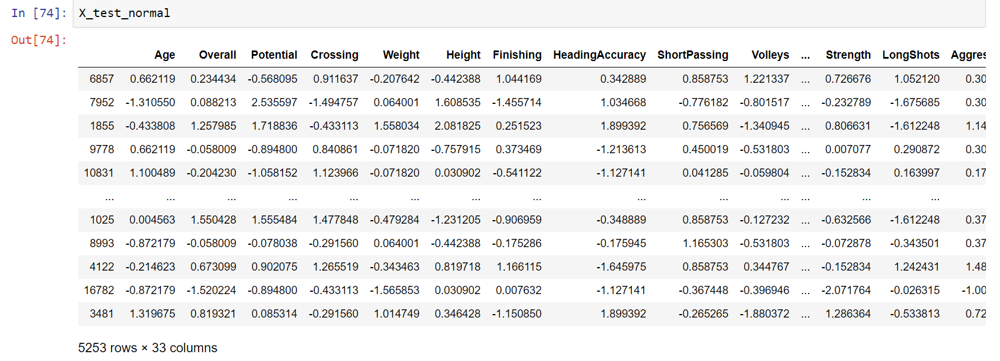 In [74]: X_test_normal
Out[74]:
Age Overall Potential Crossing Weight Height Finishing HeadingAccuracy ShortPassing Volleys ... Strength LongShots Aggres
6857 0.662119 0.234434 -0.568095 0.911637 -0.207642 -0.442388 1.044169 0.342889 0.858753 1.221337 ... 0.726676 1.052120 0.30
7952 -1.310550 0.088213 2.535597 -1.494757 0.064001 1.608535 -1.455714 1.034668 -0.776182 -0.801517 ... -0.232789 -1.675685 0.30
1855 -0.433808 1.257985 1.718836 -0.433113 1.558034 2.081825 0.251523 1.899392 0.756569 -1.340945 ... 0.806631 -1.612248 1.14
9778 0.662119 -0.058009 -0.894800 0.840861 -0.071820 -0.757915 0.373469 -1.213613 0.450019 -0.531803 ... 0.007077 0.290872 0.30
10831 1.100489 -0.204230 -1.058152 1.123966 -0.071820 0.030902 -0.541122 -1.127141 0.041285 -0.059804 ... -0.152834 0.163997 0.17
... ... ... ... ... ... ... ... ... ... ... ... ... ...
1025 0.004563 1.550428 1.555484 1.477848 -0.479284 -1.231205 -0.906959 -0.348889 0.858753 -0.127232 ... -0.632566 -1.612248 0.37
8993 -0.872179 -0.058009 -0.078038 -0.291560 0.064001 -0.442388 -0.175286 -0.175945 1.165303 -0.531803 ... -0.072878 -0.343501 0.37
4122 -0.214623 0.673099 0.902075 1.265519 -0.343463 0.819718 1.166115 -1.645975 0.858753 0.344767 ... -0.152834 1.242431 1.48
16782 -0.872179 -1.520224 -0.894800 -0.433113 -1.565853 0.030902 0.007632 -1.127141 -0.367448 -0.396946 ... -2.071764 -0.026315 -1.00
3481 1.319675 0.819321 0.085314 -0.291560 1.014749 0.346428 -1.150850 1.899392 -0.265265 -1.880372 ... 1.286364 -0.533813 0.72
5253 rows × 33 columns